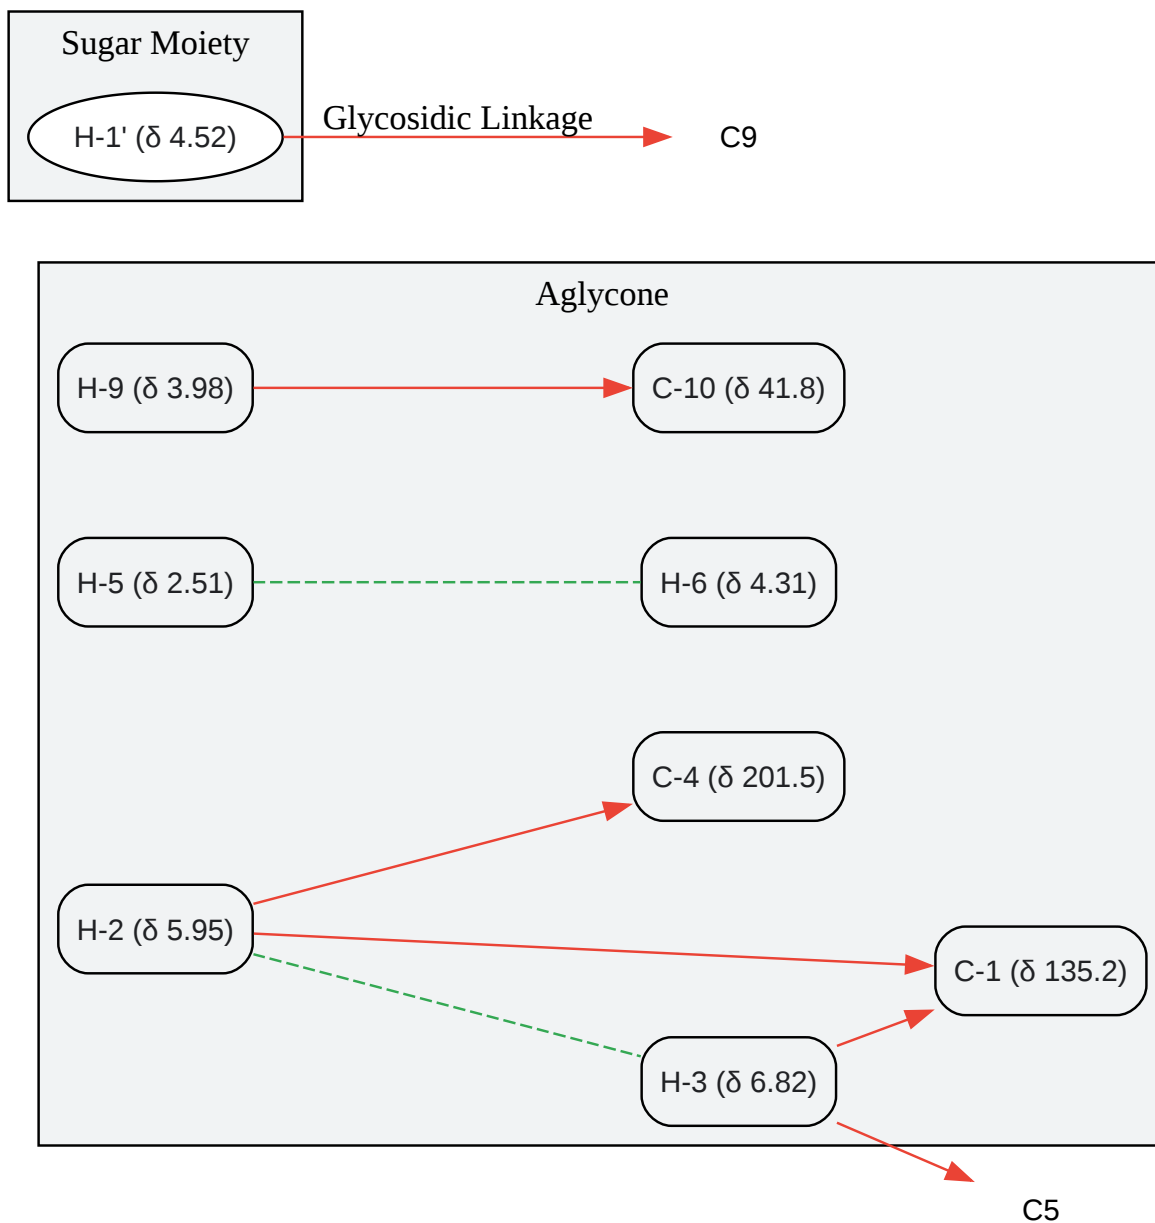 Sugar Moiety
H-1' (δ 4.52)
Glycosidic Linkage
C9
Aglycone
H-9 (δ 3.98)
C-10 (δ 41.8)
H-5 (δ 2.51)
H-6 (δ 4.31)
C-4 (δ 201.5)
H-2 (δ 5.95)
C-1 (δ 135.2)
H-3 (δ 6.82)
C5